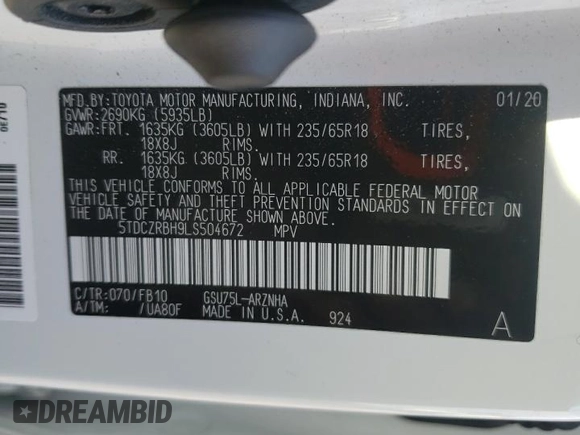 MFD.BY:TOYOTA MOTOR MANUFACTURING, INDIANA, INC. 01/20
GVWR:2690KG (5935LB)
GAWR:FRT. 1635KG (3605LB) WITH 235/65R18 TIRES,
18X8J RIMS.
RR. 1635KG (3605LB) WITH 235/65R18 TIRES,
18X8J RIMS.
THIS VEHICLE CONFORMS TO ALL APPLICABLE FEDERAL MOTOR
VEHICLE SAFETY AND THEFT PREVENTION STANDARDS IN EFFECT ON
THE DATE OF MANUFACTURE SHOWN ABOVE.
5TDCZRBH9LS504672 MPV
C/TR:070/FB10 GSU75L-ARZNHA
A/TM: /UA80F MADE IN U.S.A. 924 A
DREAMBID